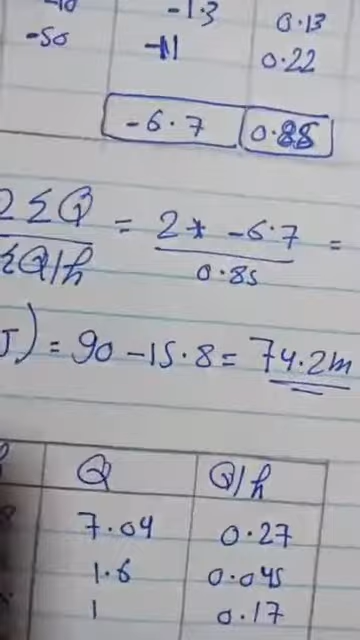 -1.3 0.13
-50 -11 0.22
-6.7 0.85
2ΣQ = 2* -6.7 =
ΣQ/h 0.85
J) = 90 - 15.8 = 74.2m
Q Q/h
7.04 0.27
1.6 0.045
1 0.17